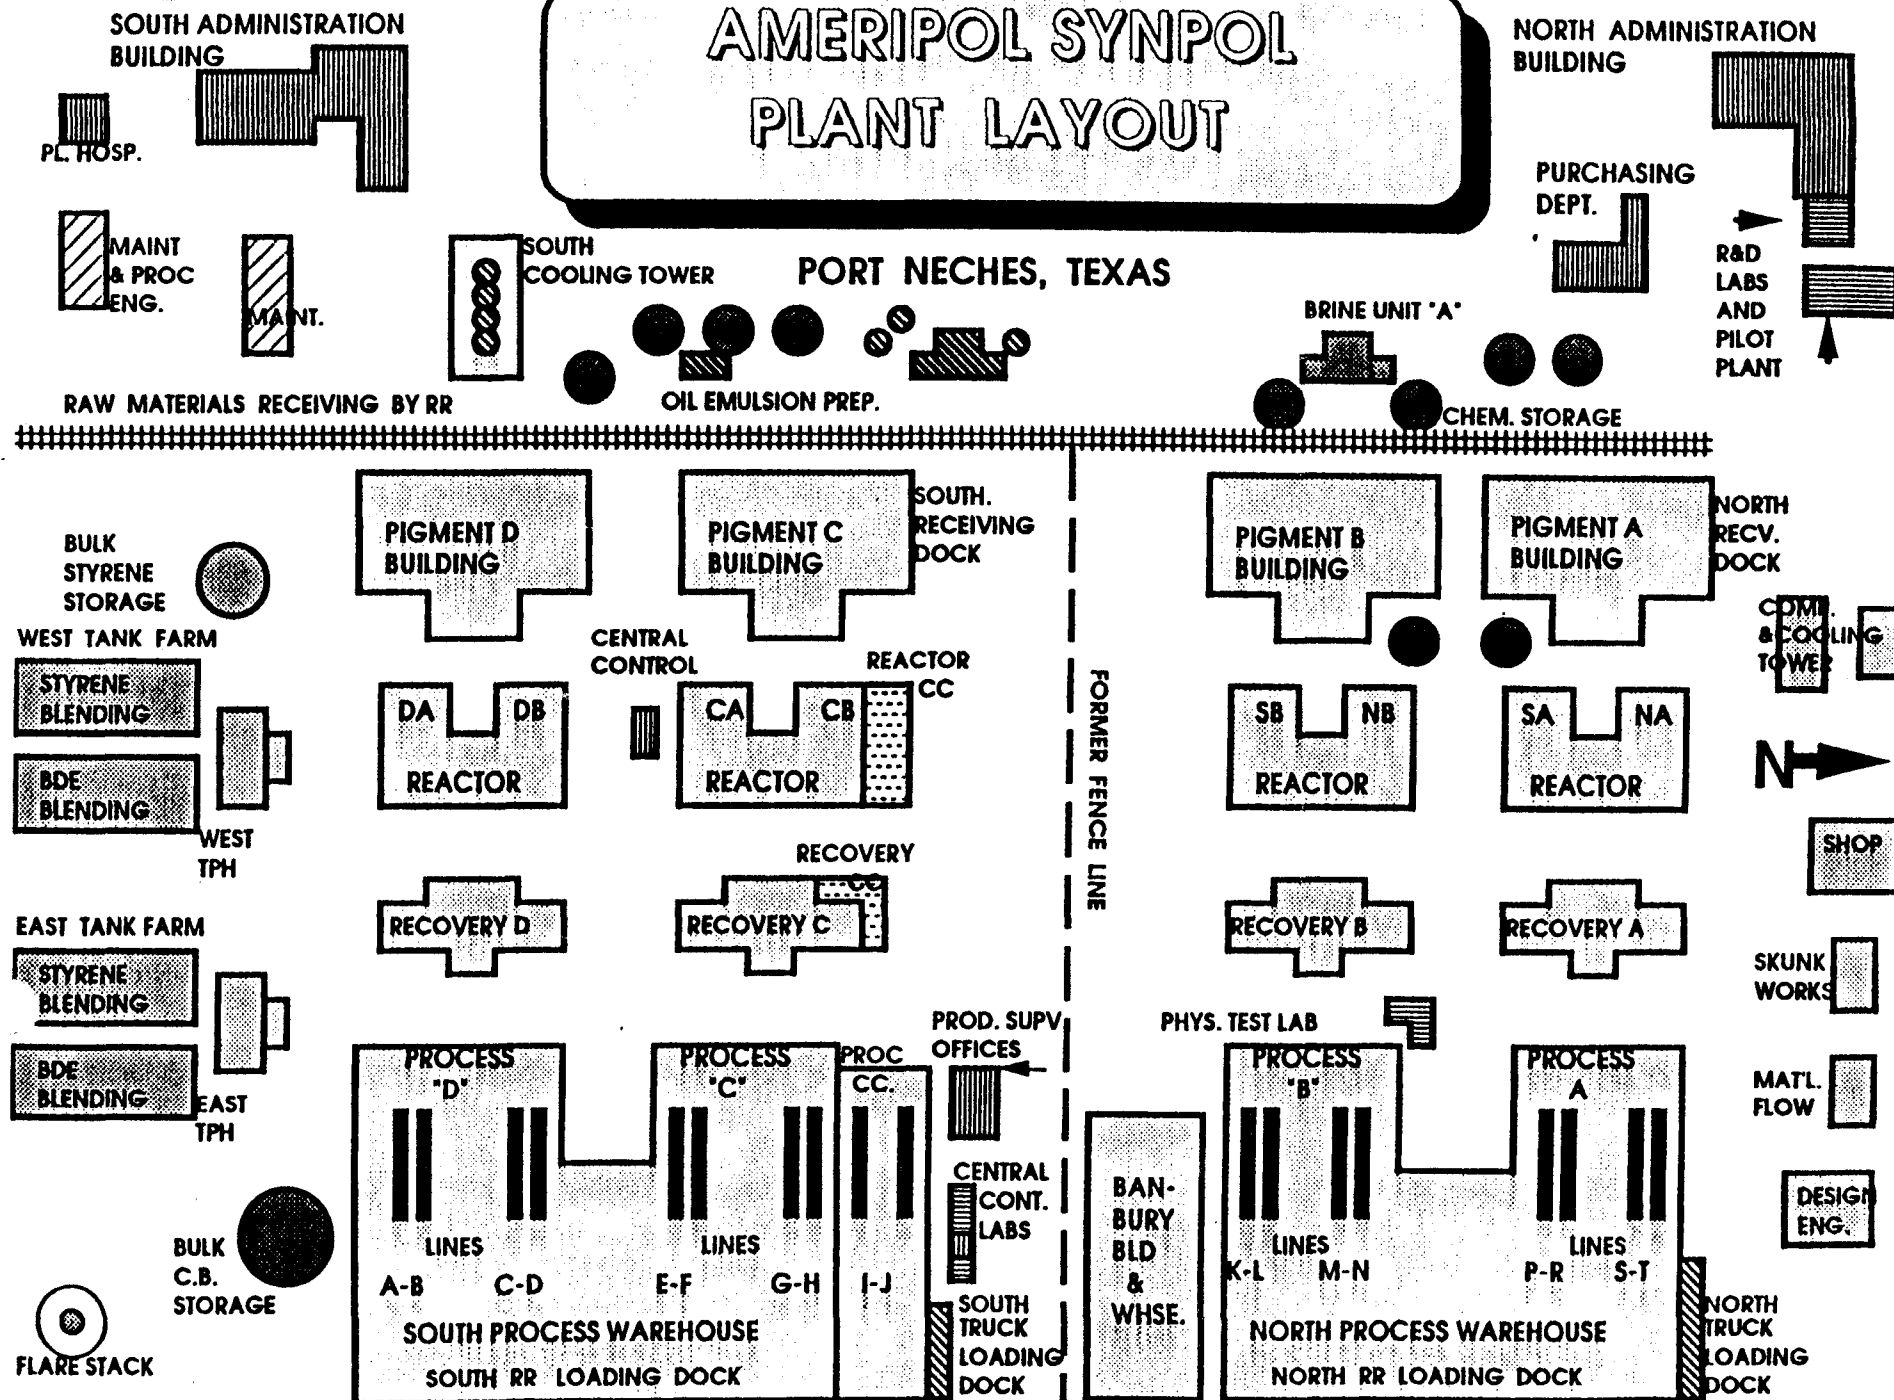 AMERIPOL SYNPOL
PLANT LAYOUT
PORT NECHES, TEXAS
SOUTH ADMINISTRATION
BUILDING
PL. HOSP.
MAINT
& PROC
ENG.
MAINT.
SOUTH
COOLING TOWER
RAW MATERIALS RECEIVING BY RR
OIL EMULSION PREP.
NORTH ADMINISTRATION
BUILDING
PURCHASING
DEPT.
R&D
LABS
AND
PILOT
PLANT
BRINE UNIT "A"
CHEM. STORAGE
PIGMENT D
BUILDING
PIGMENT C
BUILDING
SOUTH.
RECEIVING
DOCK
PIGMENT B
BUILDING
PIGMENT A
BUILDING
NORTH
RECV.
DOCK
BULK
STYRENE
STORAGE
WEST TANK FARM
STYRENE
BLENDING
BDE
BLENDING
WEST
TPH
CENTRAL
CONTROL
REACTOR
CC
DA
DB
REACTOR
CA
CB
REACTOR
FORMER FENCE LINE
SB
NB
REACTOR
SA
NA
REACTOR
COMP.
&COOLING
TOWER
N
SHOP
RECOVERY
CC
RECOVERY D
RECOVERY C
RECOVERY B
RECOVERY A
EAST TANK FARM
STYRENE
BLENDING
BDE
BLENDING
EAST
TPH
SKUNK
WORKS
MAT'L.
FLOW
DESIGN
ENG.
PROD. SUPV
OFFICES
PHYS. TEST LAB
PROCESS
"D"
PROCESS
"C"
PROC
CC.
PROCESS
"B"
PROCESS
A
CENTRAL
CONT.
LABS
BAN-
BURY
BLD
&
WHSE.
LINES
A-B
C-D
LINES
E-F
G-H
I-J
LINES
K-L
M-N
LINES
P-R
S-T
BULK
C.B.
STORAGE
FLARE STACK
SOUTH PROCESS WAREHOUSE
SOUTH RR LOADING DOCK
SOUTH
TRUCK
LOADING
DOCK
NORTH PROCESS WAREHOUSE
NORTH RR LOADING DOCK
NORTH
TRUCK
LOADING
DOCK